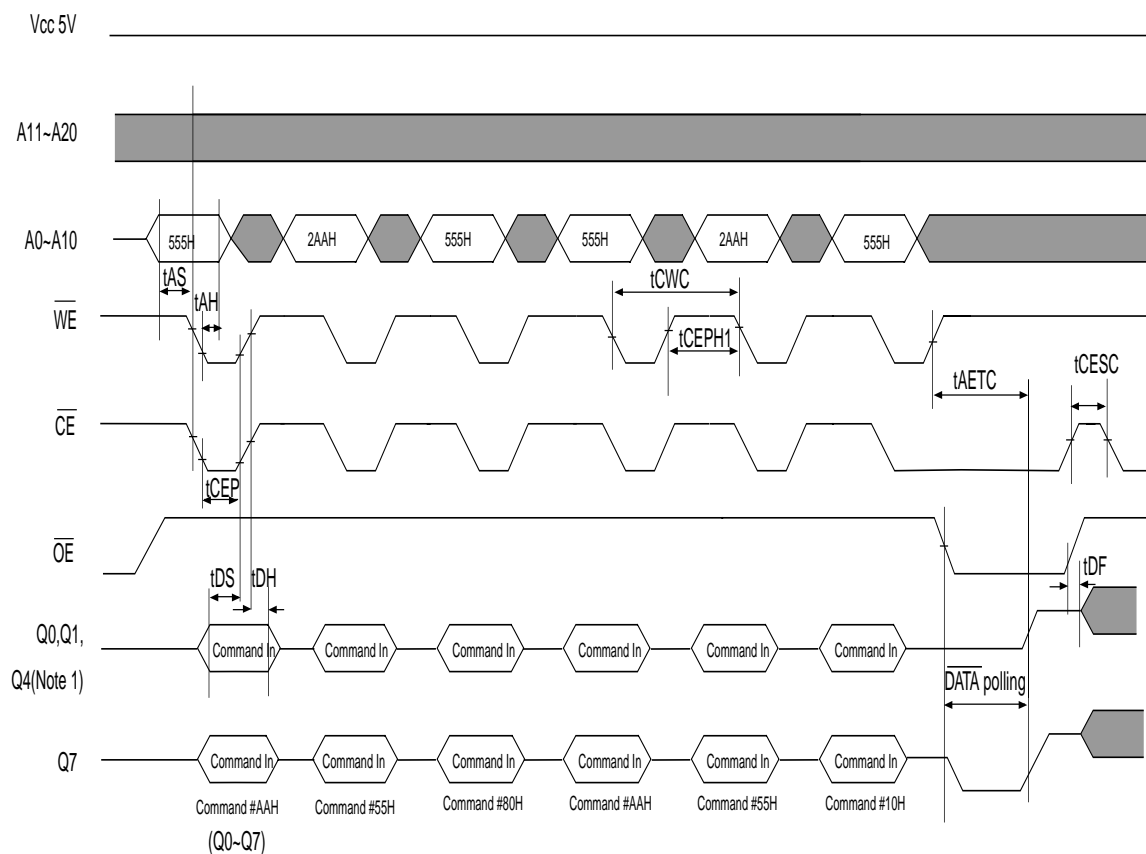 Vcc 5V
A11~A20
A0~A10
555H 2AAH 555H 555H 2AAH 555H
tAS
tAH
tCWC
WE
tCEPH1
tAETC
tCESC
CE
tCEP
OE
tDS tDH
tDF
Q0,Q1,
Q4(Note 1)
Command In Command In Command In Command In Command In Command In
DATA polling
Q7
Command In Command In Command In Command In Command In Command In
Command #AAH Command #55H Command #80H Command #AAH Command #55H Command #10H
(Q0~Q7)